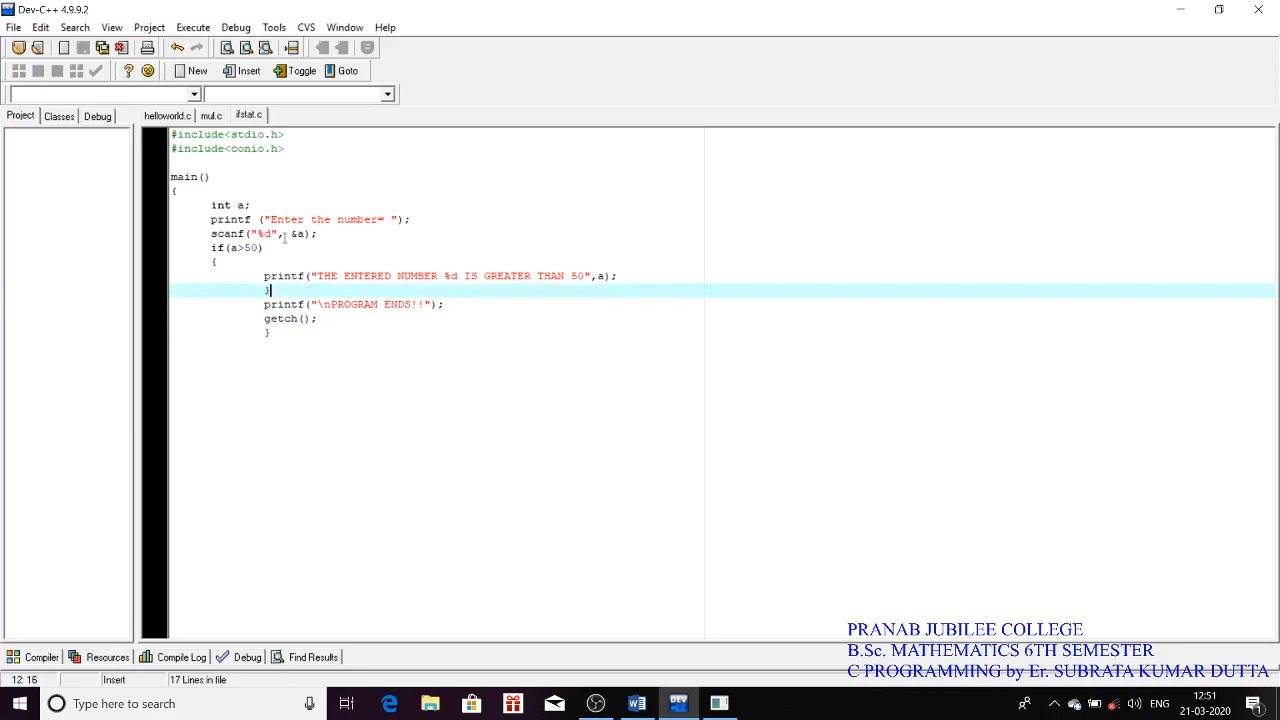 Dev-C++ 4.9.9.2
File Edit Search View Project Execute Debug Tools CVS Window Help
New Insert Toggle Goto
Project Classes Debug helloworld.c mul.c ifstat.c
#include<stdio.h>
#include<conio.h>
main()
{
int a;
printf ("Enter the number= ");
scanf("%d", &a);
if(a>50)
{
printf("THE ENTERED NUMBER %d IS GREATER THAN 50",a);
}
printf("\nPROGRAM ENDS!!");
getch();
}
PRANAB JUBILEE COLLEGE
B.Sc. MATHEMATICS 6TH SEMESTER
C PROGRAMMING by Er. SUBRATA KUMAR DUTTA
Compiler Resources Compile Log Debug Find Results
12: 16 Insert 17 Lines in file
Type here to search
DEV
ENG
12:51
21-03-2020
1